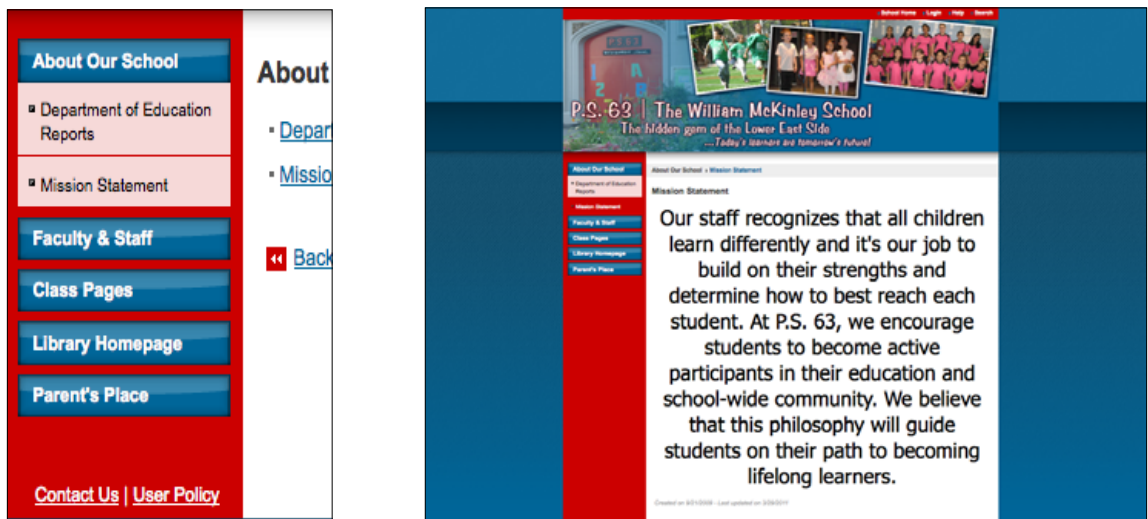 About Our School
Department of Education
Reports
Mission Statement
Faculty & Staff
Class Pages
Library Homepage
Parent's Place
Contact Us | User Policy
About
Depart
Missio
Back
School Home Login Help Search
P.S. 63
P.S. 63 | The William McKinley School
The hidden gem of the Lower East Side
...Today's learners are tomorrow's future!
About Our School
Department of Education
Reports
Mission Statement
Faculty & Staff
Class Pages
Library Homepage
Parent's Place
About Our School » Mission Statement
Mission Statement
Our staff recognizes that all children
learn differently and it's our job to
build on their strengths and
determine how to best reach each
student. At P.S. 63, we encourage
students to become active
participants in their education and
school-wide community. We believe
that this philosophy will guide
students on their path to becoming
lifelong learners.